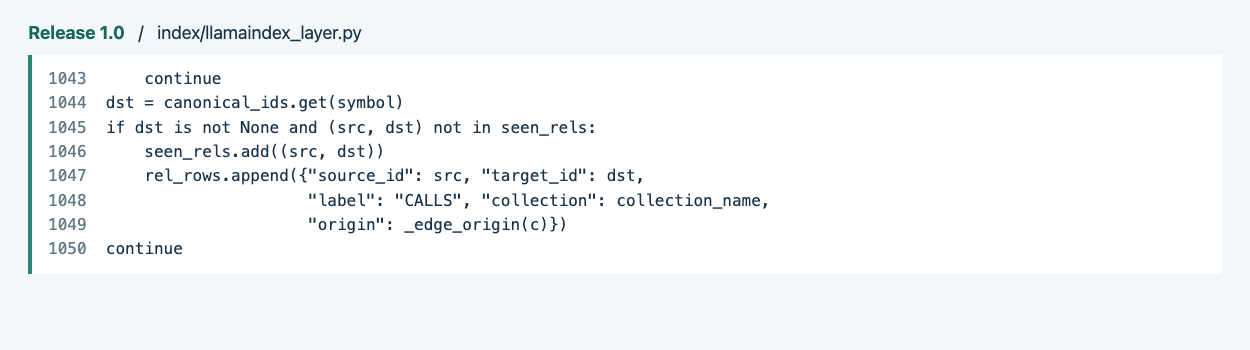 Release 1.0 / index/llamaindex_layer.py
1043     continue
1044 dst = canonical_ids.get(symbol)
1045 if dst is not None and (src, dst) not in seen_rels:
1046     seen_rels.add((src, dst))
1047     rel_rows.append({"source_id": src, "target_id": dst,
1048                      "label": "CALLS", "collection": collection_name,
1049                      "origin": _edge_origin(c)})
1050 continue